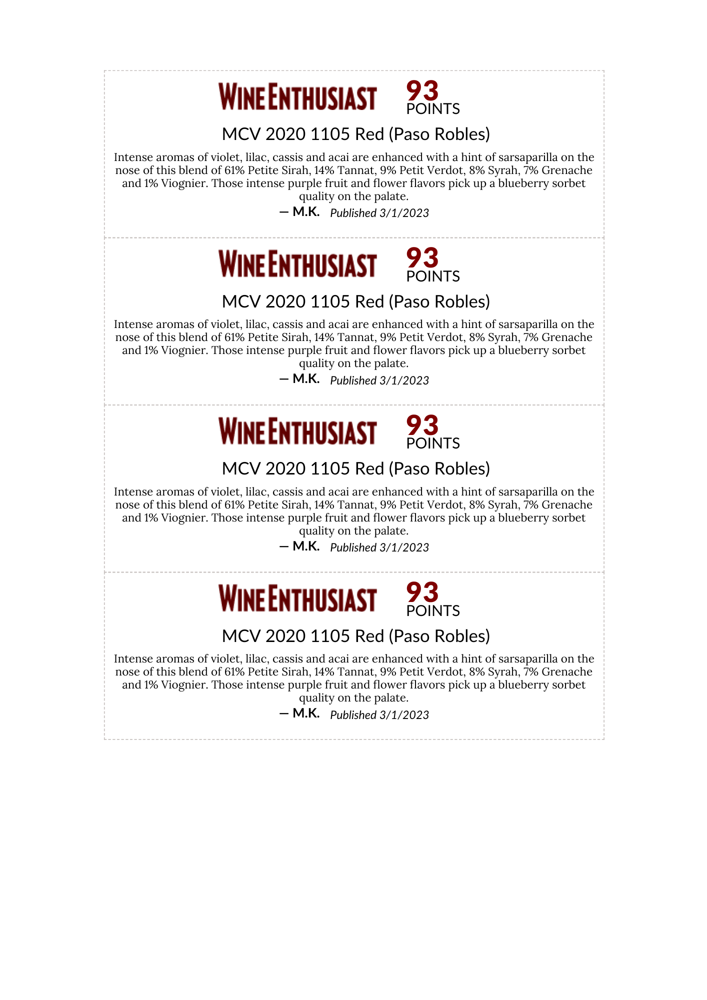 WINE ENTHUSIAST 93
POINTS
MCV 2020 1105 Red (Paso Robles)
Intense aromas of violet, lilac, cassis and acai are enhanced with a hint of sarsaparilla on the
nose of this blend of 61% Petite Sirah, 14% Tannat, 9% Petit Verdot, 8% Syrah, 7% Grenache
and 1% Viognier. Those intense purple fruit and flower flavors pick up a blueberry sorbet
quality on the palate.
— M.K. Published 3/1/2023
WINE ENTHUSIAST 93
POINTS
MCV 2020 1105 Red (Paso Robles)
Intense aromas of violet, lilac, cassis and acai are enhanced with a hint of sarsaparilla on the
nose of this blend of 61% Petite Sirah, 14% Tannat, 9% Petit Verdot, 8% Syrah, 7% Grenache
and 1% Viognier. Those intense purple fruit and flower flavors pick up a blueberry sorbet
quality on the palate.
— M.K. Published 3/1/2023
WINE ENTHUSIAST 93
POINTS
MCV 2020 1105 Red (Paso Robles)
Intense aromas of violet, lilac, cassis and acai are enhanced with a hint of sarsaparilla on the
nose of this blend of 61% Petite Sirah, 14% Tannat, 9% Petit Verdot, 8% Syrah, 7% Grenache
and 1% Viognier. Those intense purple fruit and flower flavors pick up a blueberry sorbet
quality on the palate.
— M.K. Published 3/1/2023
WINE ENTHUSIAST 93
POINTS
MCV 2020 1105 Red (Paso Robles)
Intense aromas of violet, lilac, cassis and acai are enhanced with a hint of sarsaparilla on the
nose of this blend of 61% Petite Sirah, 14% Tannat, 9% Petit Verdot, 8% Syrah, 7% Grenache
and 1% Viognier. Those intense purple fruit and flower flavors pick up a blueberry sorbet
quality on the palate.
— M.K. Published 3/1/2023